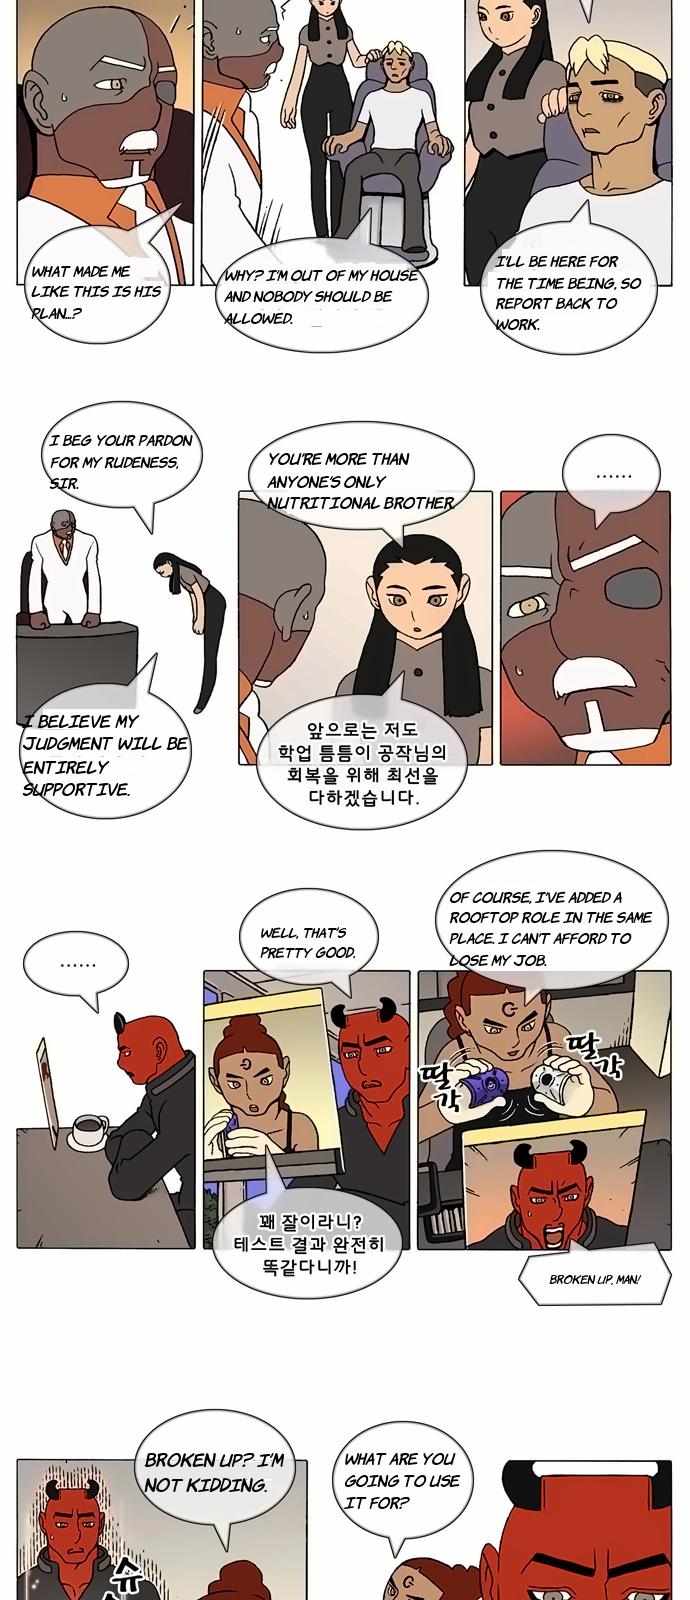 WHAT MADE ME
LIKE THIS IS HIS
PLAN...?
WHY? I'M OUT OF MY HOUSE
AND NOBODY SHOULD BE
ALLOWED.
I'LL BE HERE FOR
THE TIME BEING, SO
REPORT BACK TO
WORK.
I BEG YOUR PARDON
FOR MY RUDENESS,
SIR.
I BELIEVE MY
JUDGMENT WILL BE
ENTIRELY
SUPPORTIVE.
YOU'RE MORE THAN
ANYONE'S ONLY
NUTRITIONAL BROTHER.
앞으로는 저도
학업 틈틈이 공작님의
회복을 위해 최선을
다하겠습니다.
......
......
WELL, THAT'S
PRETTY GOOD.
꽤 잘이라니?
테스트 결과 완전히
똑같다니까!
OF COURSE, I'VE ADDED A
ROOFTOP ROLE IN THE SAME
PLACE. I CAN'T AFFORD TO
LOSE MY JOB.
딸각
딸각
BROKEN UP, MAN!
BROKEN UP? I'M
NOT KIDDING.
슈
WHAT ARE YOU
GOING TO USE
IT FOR?